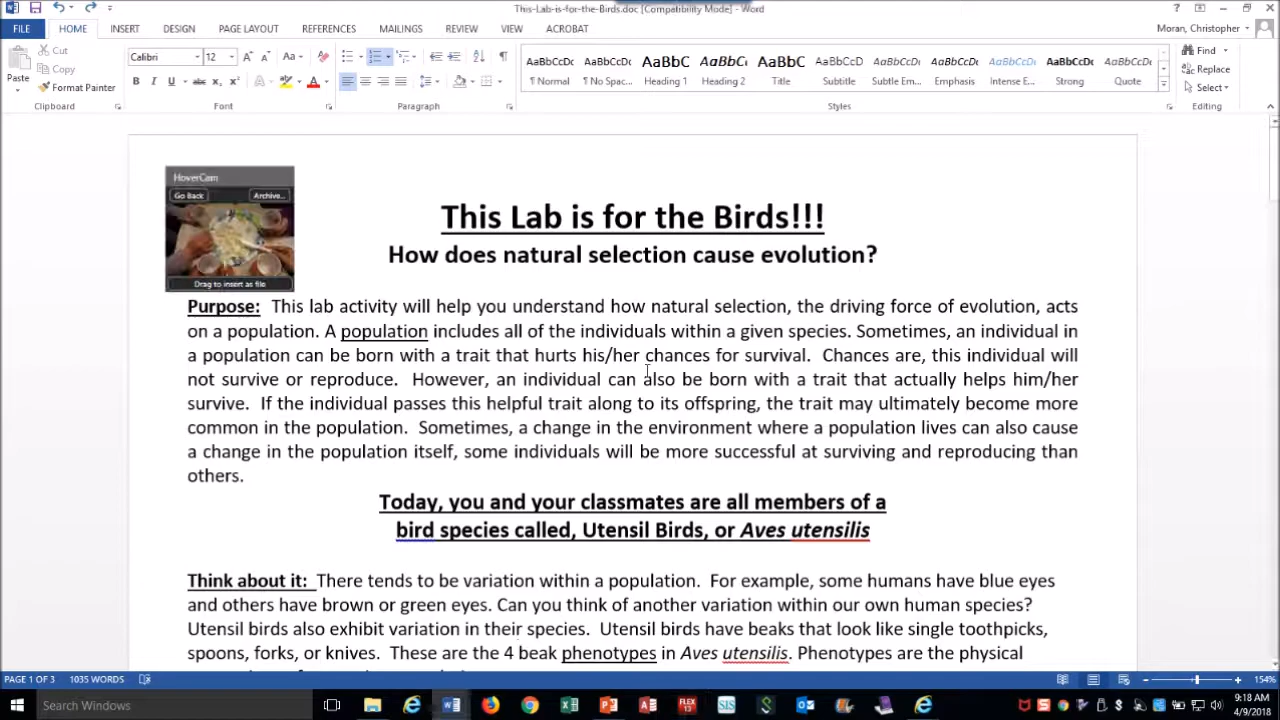 This-Lab-is-for-the-Birds.doc [Compatibility Mode] - Word
FILE HOME INSERT DESIGN PAGE LAYOUT REFERENCES MAILINGS REVIEW VIEW ACROBAT Moran, Christopher
Paste Cut Copy Format Painter
Calibri 12
AaBbCcDc AaBbCcDc AaBbC AaBbCc AaBbC AaBbCcD AaBbCcDc AaBbCcDc AaBbCcDc AaBbCcDc AaBbCcDc
¶ Normal ¶ No Spac... Heading 1 Heading 2 Title Subtitle Subtle Em... Emphasis Intense E... Strong Quote
Find Replace Select
Clipboard Font Paragraph Styles Editing
HoverCam
Go Back Archive...
Drag to insert as file
This Lab is for the Birds!!!
How does natural selection cause evolution?
Purpose: This lab activity will help you understand how natural selection, the driving force of evolution, acts
on a population. A population includes all of the individuals within a given species. Sometimes, an individual in
a population can be born with a trait that hurts his/her chances for survival. Chances are, this individual will
not survive or reproduce. However, an individual can also be born with a trait that actually helps him/her
survive. If the individual passes this helpful trait along to its offspring, the trait may ultimately become more
common in the population. Sometimes, a change in the environment where a population lives can also cause
a change in the population itself, some individuals will be more successful at surviving and reproducing than
others.
Today, you and your classmates are all members of a
bird species called, Utensil Birds, or Aves utensilis
Think about it: There tends to be variation within a population. For example, some humans have blue eyes
and others have brown or green eyes. Can you think of another variation within our own human species?
Utensil birds also exhibit variation in their species. Utensil birds have beaks that look like single toothpicks,
spoons, forks, or knives. These are the 4 beak phenotypes in Aves utensilis. Phenotypes are the physical
PAGE 1 OF 3 1035 WORDS 154%
Search Windows
9:18 AM
4/9/2018